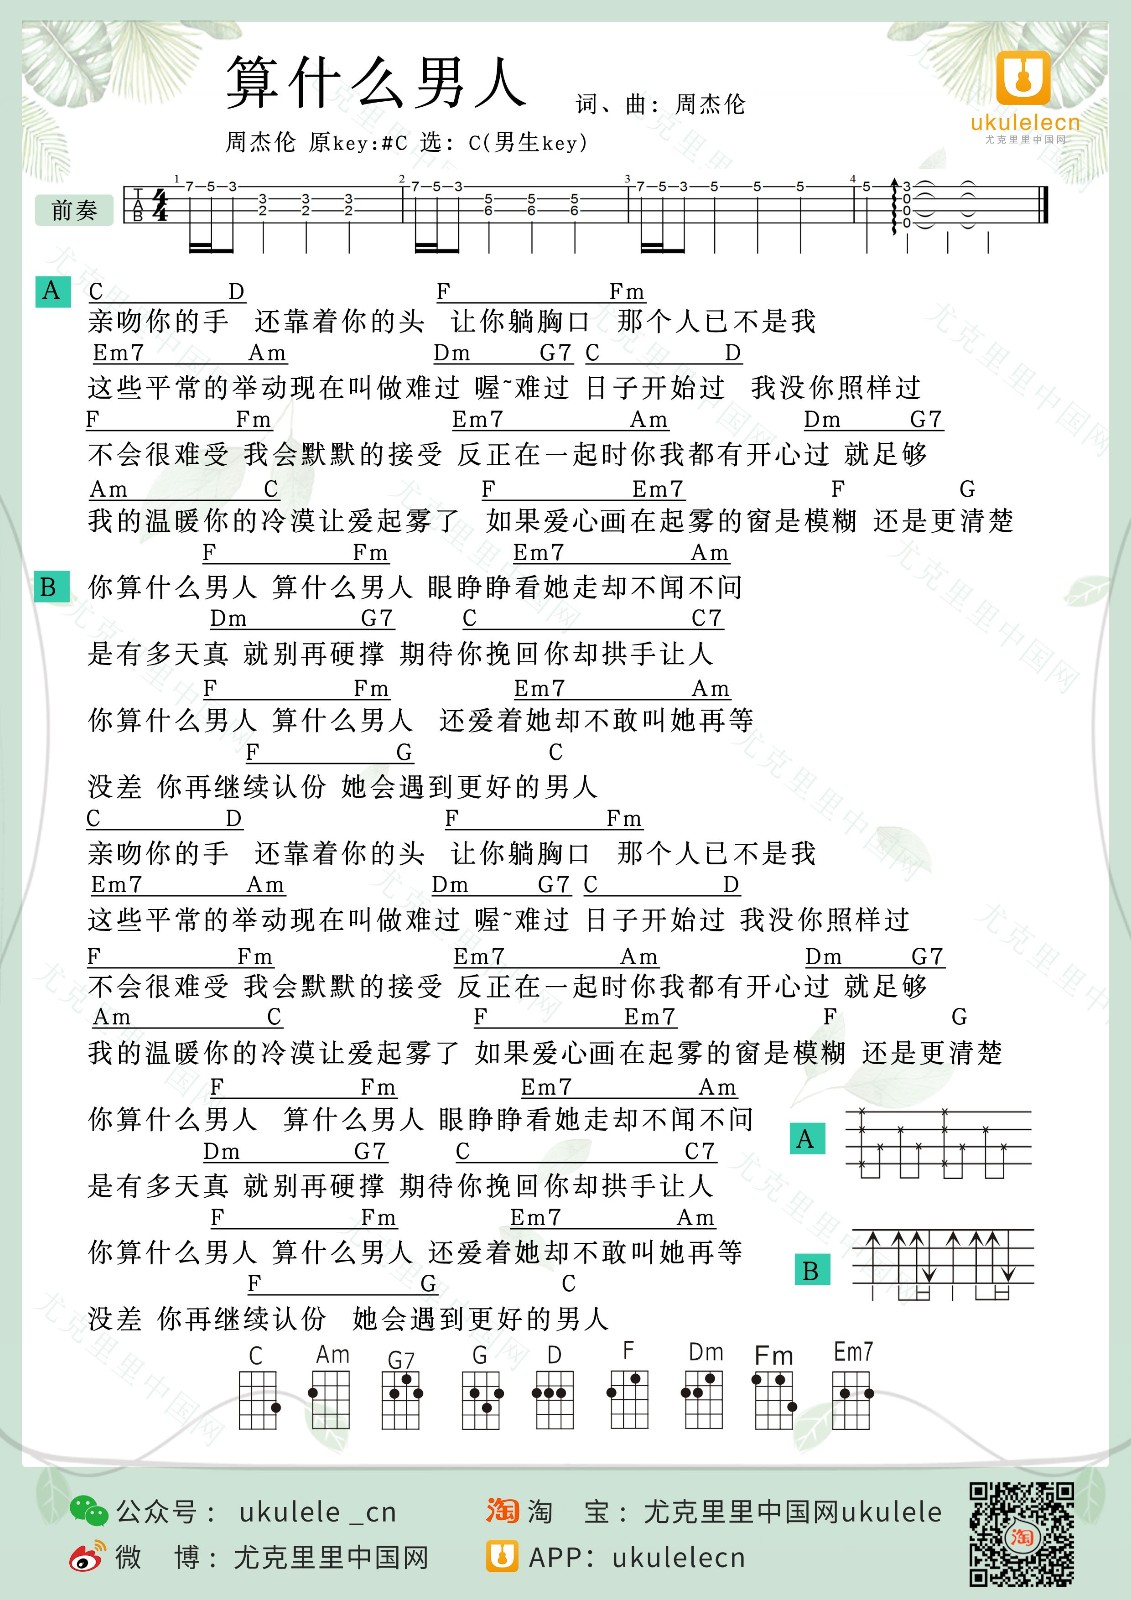 算什么男人
词、曲：周杰伦
ukulelecn
尤克里里中国网
周杰伦 原key:#C 选：C(男生key)
前奏
T A B 4 4
1 7 5 3 3 2 3 2 3 2 2 7 5 3 5 6 5 6 5 6 3 7 5 3 5 5 5 4 5 3 0 0 0
A
C D F Fm
亲吻你的手 还靠着你的头 让你躺胸口 那个人已不是我
Em7 Am Dm G7 C D
这些平常的举动现在叫做难过 喔~难过 日子开始过 我没你照样过
F Fm Em7 Am Dm G7
不会很难受 我会默默的接受 反正在一起时你我都有开心过 就足够
Am C F Em7 F G
我的温暖你的冷漠让爱起雾了 如果爱心画在起雾的窗是模糊 还是更清楚
F Fm Em7 Am
B 你算什么男人 算什么男人 眼睁睁看她走却不闻不问
Dm G7 C C7
是有多天真 就别再硬撑 期待你挽回你却拱手让人
F Fm Em7 Am
你算什么男人 算什么男人 还爱着她却不敢叫她再等
F G C
没差 你再继续认份 她会遇到更好的男人
C D F Fm
亲吻你的手 还靠着你的头 让你躺胸口 那个人已不是我
Em7 Am Dm G7 C D
这些平常的举动现在叫做难过 喔~难过 日子开始过 我没你照样过
F Fm Em7 Am Dm G7
不会很难受 我会默默的接受 反正在一起时你我都有开心过 就足够
Am C F Em7 F G
我的温暖你的冷漠让爱起雾了 如果爱心画在起雾的窗是模糊 还是更清楚
F Fm Em7 Am
你算什么男人 算什么男人 眼睁睁看她走却不闻不问
A
Dm G7 C C7
是有多天真 就别再硬撑 期待你挽回你却拱手让人
F Fm Em7 Am
你算什么男人 算什么男人 还爱着她却不敢叫她再等
B
F G C
没差 你再继续认份 她会遇到更好的男人
C Am G7 G D F Dm Fm Em7
公众号： ukulele _cn
淘 淘 宝：尤克里里中国网ukulele
微 博：尤克里里中国网
APP：ukulelecn
淘